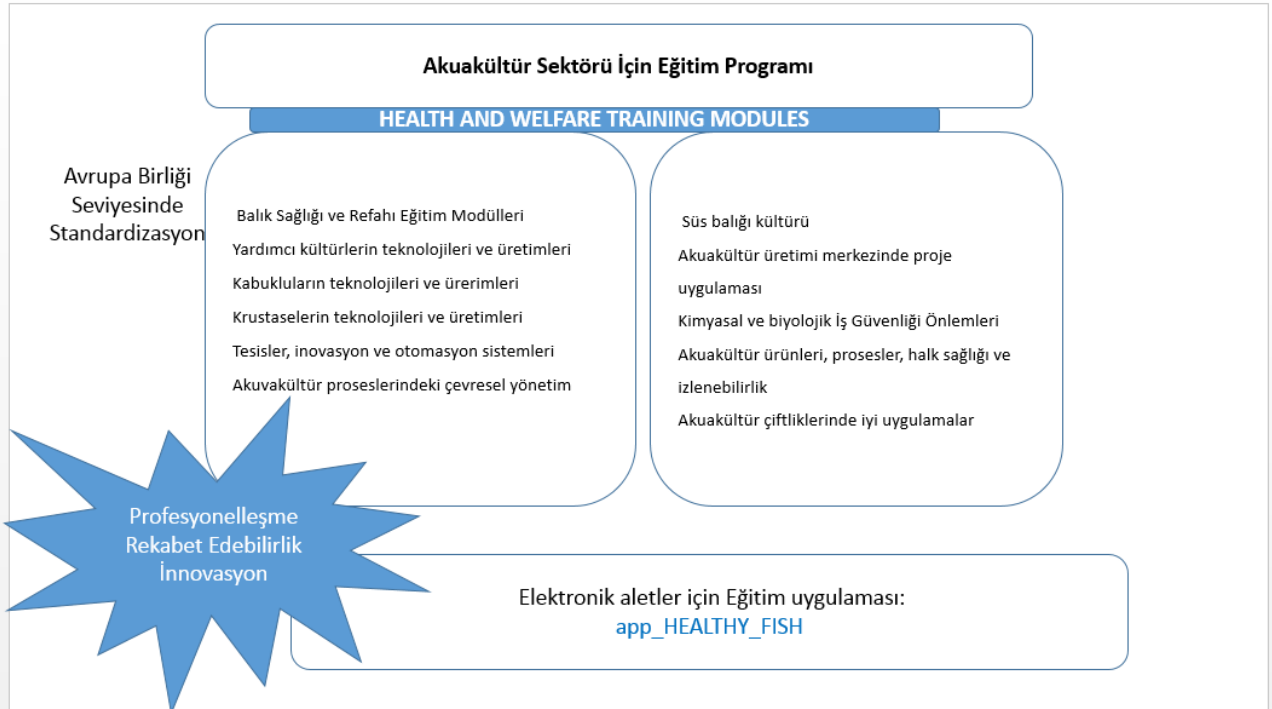 Akuakültür Sektörü İçin Eğitim Programı
HEALTH AND WELFARE TRAINING MODULES
Avrupa Birliği
Seviyesinde
Standardizasyon
Balık Sağlığı ve Refahı Eğitim Modülleri
Yardımcı kültürlerin teknolojileri ve üretimleri
Kabukluların teknolojileri ve ürerimleri
Krustaselerin teknolojileri ve üretimleri
Tesisler, inovasyon ve otomasyon sistemleri
Akuvakültür proseslerindeki çevresel yönetim
Süs balığı kültürü
Akuakültür üretimi merkezinde proje
uygulaması
Kimyasal ve biyolojik İş Güvenliği Önlemleri
Akuakültür ürünleri, prosesler, halk sağlığı ve
izlenebilirlik
Akuakültür çiftliklerinde iyi uygulamalar
Profesyonelleşme
Rekabet Edebilirlik
İnnovasyon
Elektronik aletler için Eğitim uygulaması:
app_HEALTHY_FISH